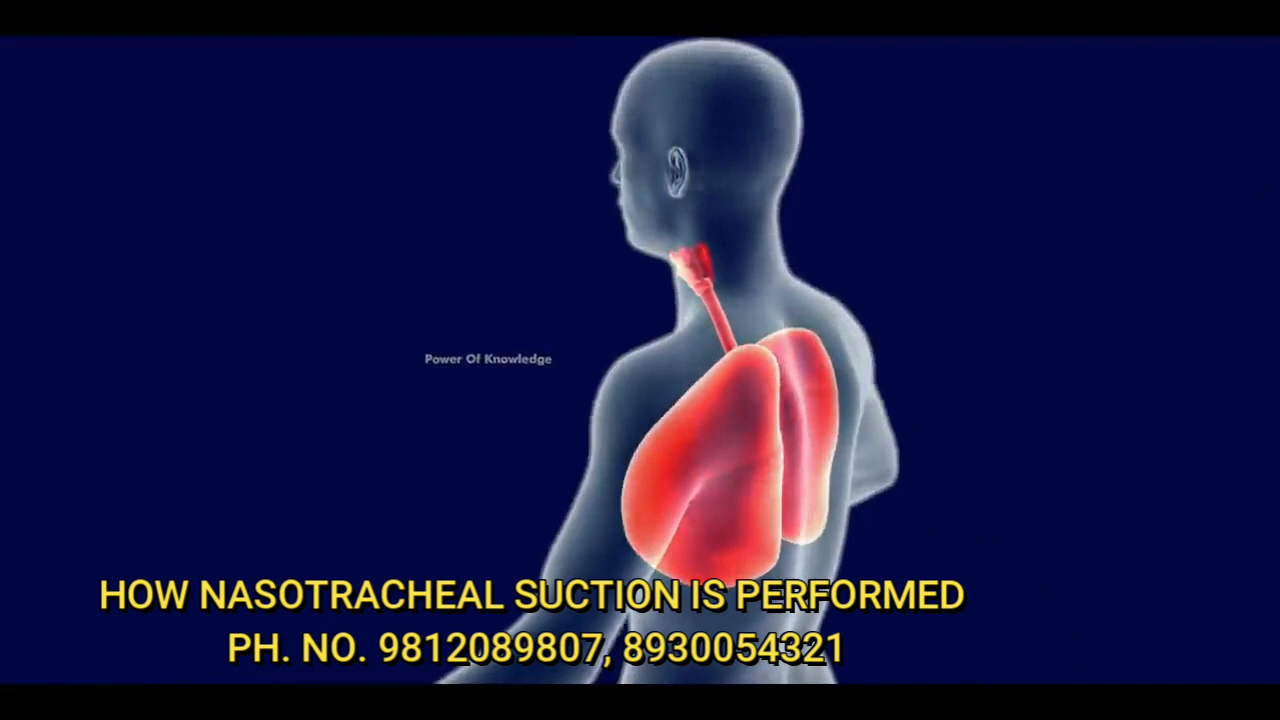 Power Of Knowledge
HOW NASOTRACHEAL SUCTION IS PERFORMED
PH. NO. 9812089807, 8930054321